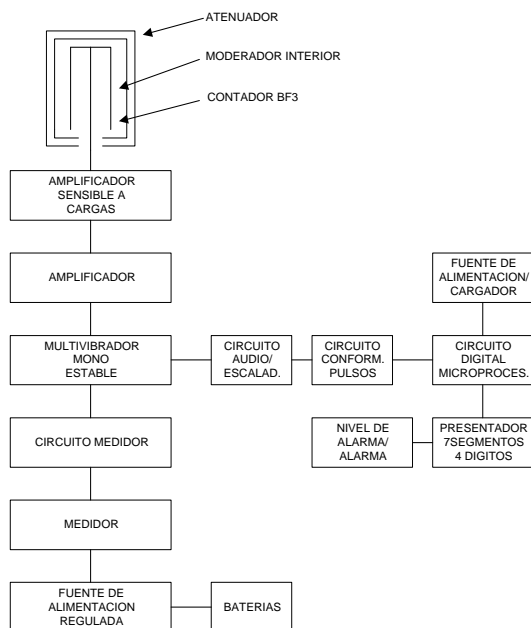 ATENUADOR
MODERADOR INTERIOR
CONTADOR BF3
AMPLIFICADOR
SENSIBLE A
CARGAS
AMPLIFICADOR
FUENTE DE
ALIMENTACION/
CARGADOR
MULTIVIBRADOR
MONO
ESTABLE
CIRCUITO
AUDIO/
ESCALAD.
CIRCUITO
CONFORM.
PULSOS
CIRCUITO
DIGITAL
MICROPROCES.
CIRCUITO MEDIDOR
NIVEL DE
ALARMA/
ALARMA
PRESENTADOR
7SEGMENTOS
4 DIGITOS
MEDIDOR
FUENTE DE
ALIMENTACION
REGULADA
BATERIAS